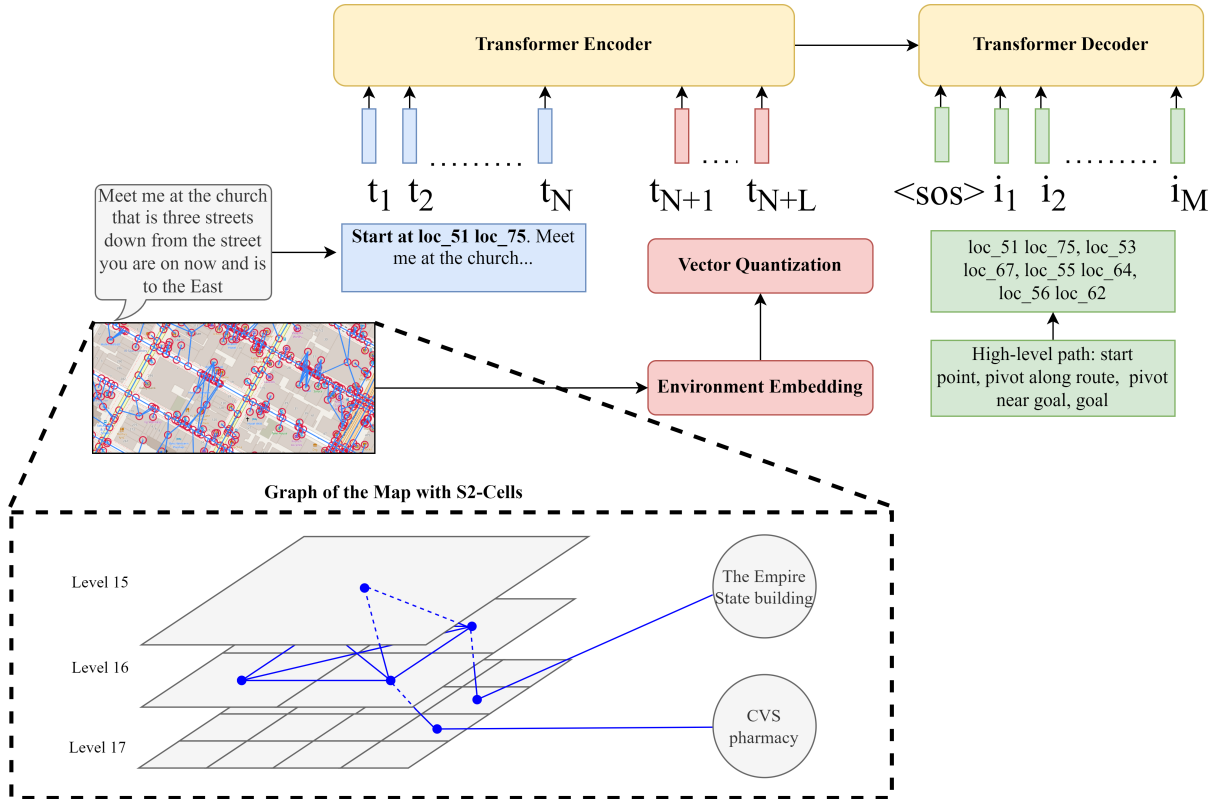 Transformer Encoder
Transformer Decoder
t1 t2 tN tN+1 tN+L
<sos> i1 i2 iM
Meet me at the church
that is three streets
down from the street
you are on now and is
to the East
Start at loc_51 loc_75. Meet
me at the church...
Vector Quantization
Environment Embedding
loc_51 loc_75, loc_53
loc_67, loc_55 loc_64,
loc_56 loc_62
High-level path: start
point, pivot along route, pivot
near goal, goal
Graph of the Map with S2-Cells
Level 15
Level 16
Level 17
The Empire
State building
CVS
pharmacy